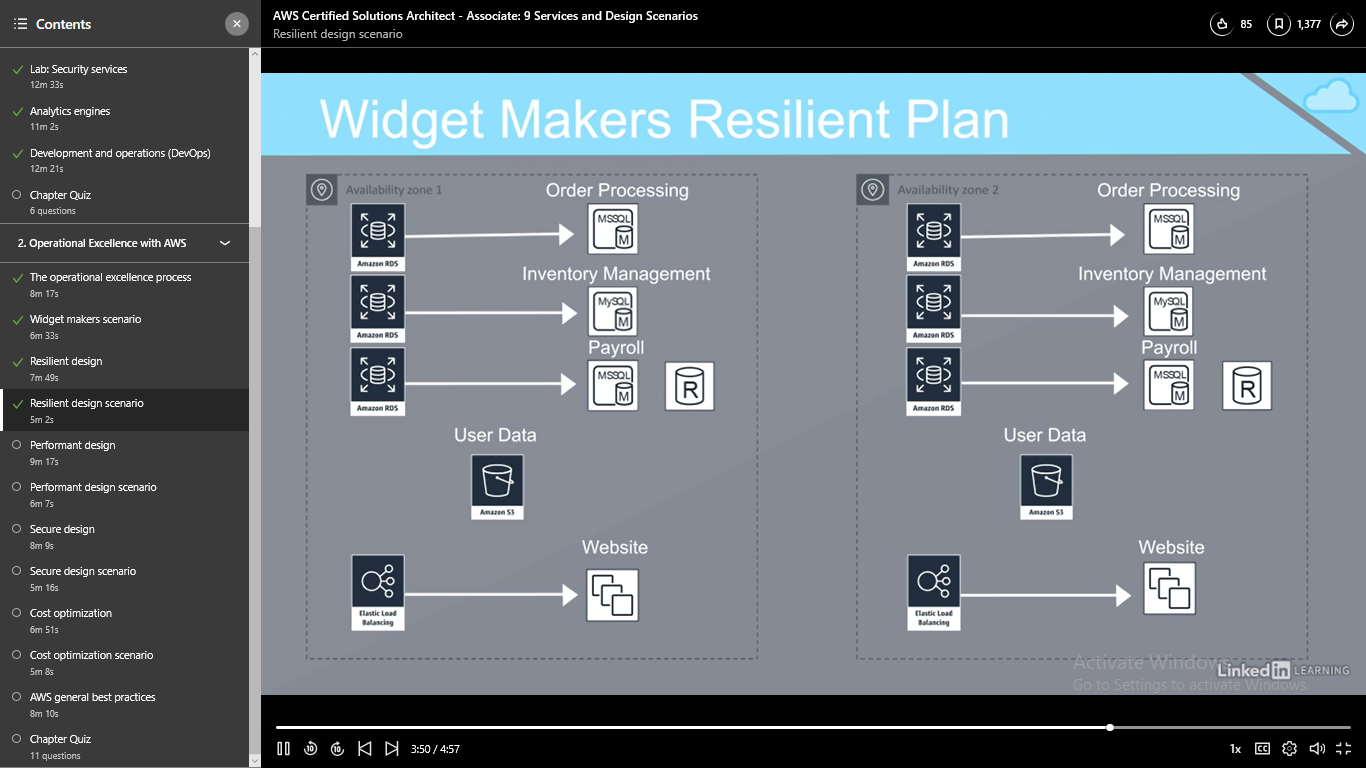 Contents
Lab: Security services
12m 33s
Analytics engines
11m 2s
Development and operations (DevOps)
12m 21s
Chapter Quiz
6 questions
2. Operational Excellence with AWS
The operational excellence process
8m 17s
Widget makers scenario
6m 33s
Resilient design
7m 49s
Resilient design scenario
5m 2s
Performant design
9m 17s
Performant design scenario
6m 7s
Secure design
8m 9s
Secure design scenario
5m 16s
Cost optimization
6m 51s
Cost optimization scenario
5m 8s
AWS general best practices
8m 10s
Chapter Quiz
11 questions
AWS Certified Solutions Architect - Associate: 9 Services and Design Scenarios
Resilient design scenario
85
1,377
Widget Makers Resilient Plan
Availability zone 1
Order Processing
MSSQL
M
Amazon RDS
Inventory Management
MySQL
M
Amazon RDS
Payroll
MSSQL
M
R
Amazon RDS
User Data
Amazon S3
Website
Elastic Load
Balancing
Availability zone 2
Order Processing
MSSQL
M
Amazon RDS
Inventory Management
MySQL
M
Amazon RDS
Payroll
MSSQL
M
R
Amazon RDS
User Data
Amazon S3
Website
Elastic Load
Balancing
Activate Windows
Go to Settings to activate Windows.
Linked in LEARNING
10
10
3:50 / 4:57
1x
CC